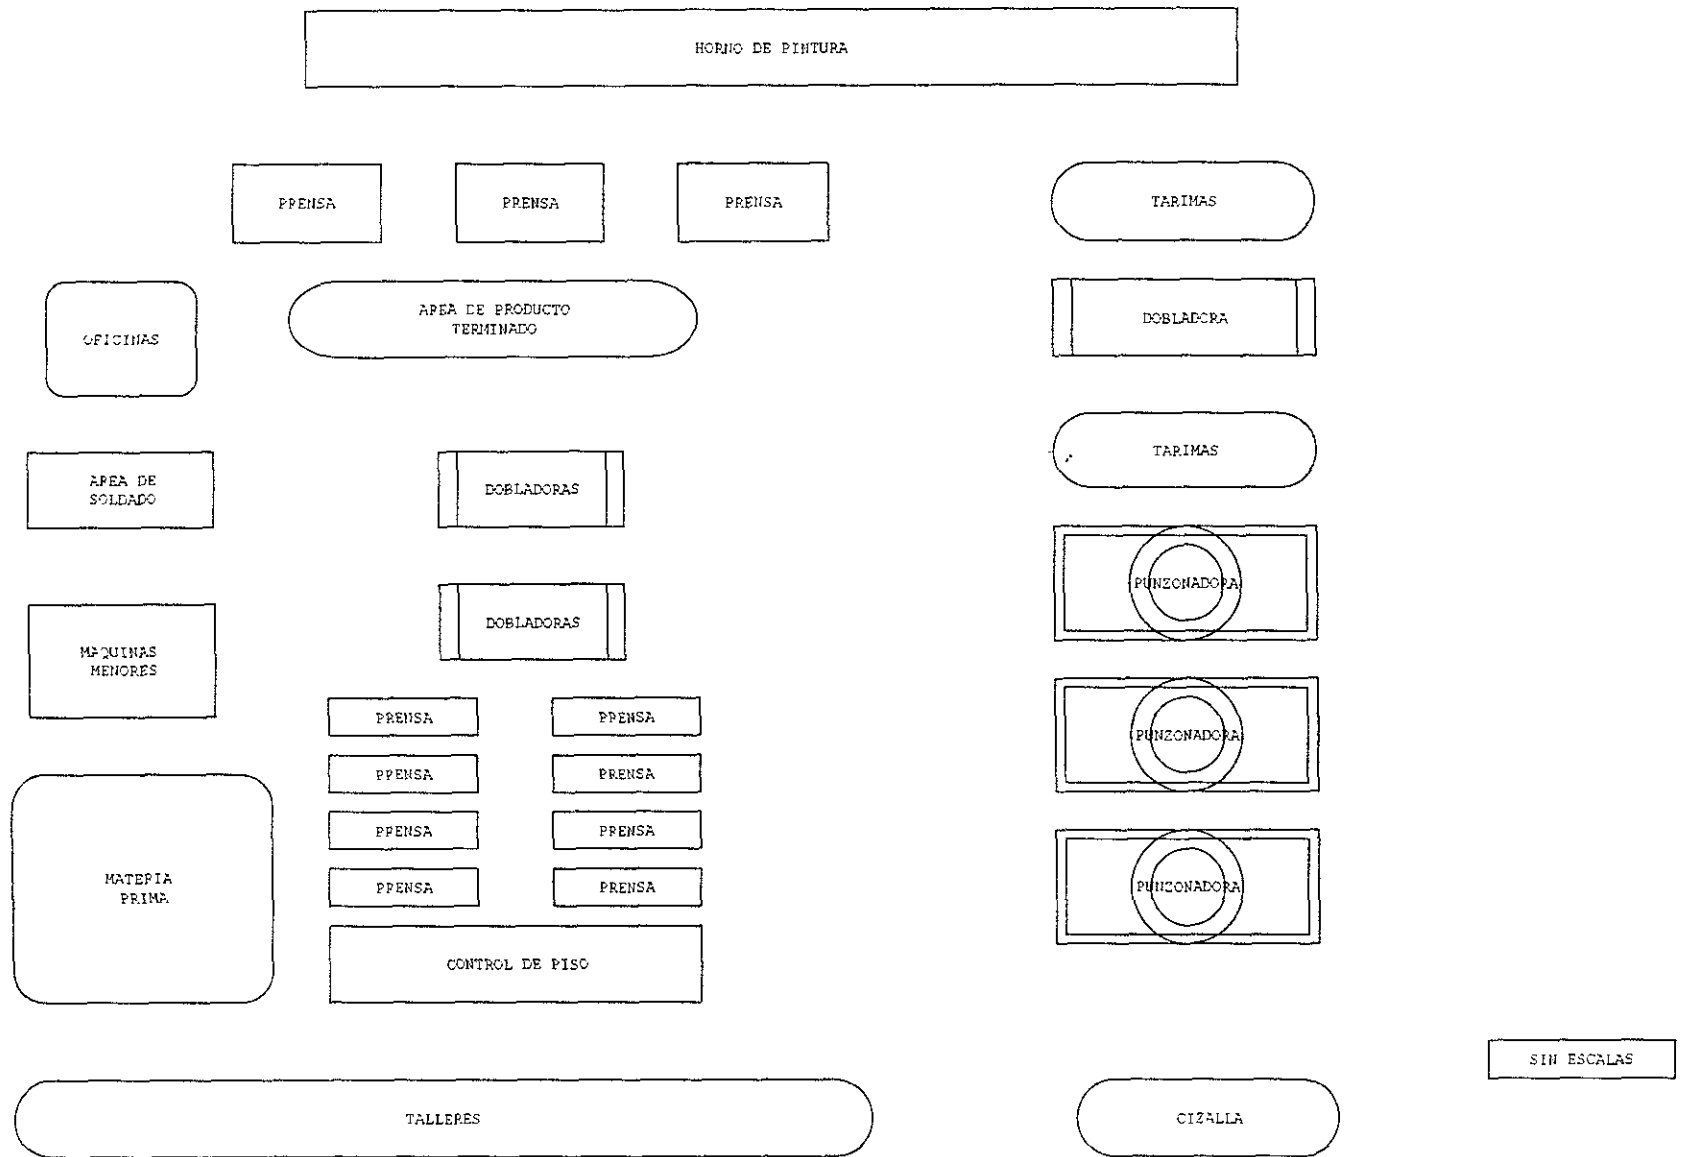 HORNO DE PINTURA
PRENSA
PRENSA
PRENSA
TARIMAS
OFICINAS
AREA DE PRODUCTO
TERMINADO
DOBLADORA
AREA DE
SOLDADO
DOBLADORAS
TARIMAS
PUNZONADORA
MAQUINAS
MENORES
DOBLADORAS
PRENSA
PRENSA
PUNZONADORA
PRENSA
PRENSA
PRENSA
PRENSA
MATERIA
PRIMA
PRENSA
PRENSA
PUNZONADORA
CONTROL DE PISO
SIN ESCALAS
TALLERES
CIZALLA